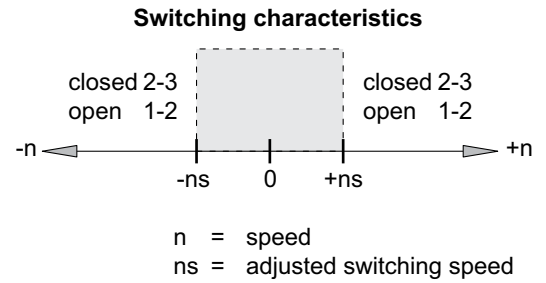 Switching characteristics
closed 2-3 closed 2-3
open 1-2 open 1-2
-n +n
-ns 0 +ns
n = speed
ns = adjusted switching speed